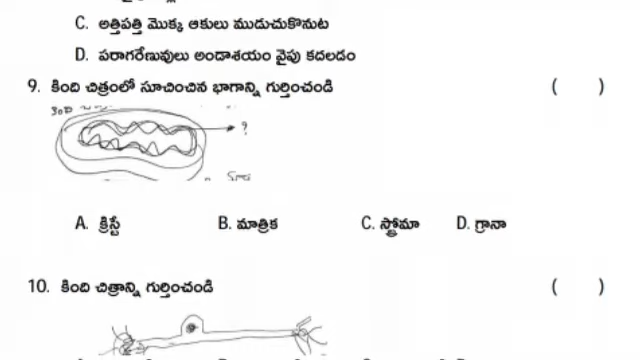 C. అత్తిపత్తి మొక్క ఆకులు ముడుచుకొనుట
D. పరాగరేణువులు అండాశయం వైపు కదలడం
9. కింది చిత్రంలో సూచించిన భాగాన్ని గుర్తించండి ( )
?
A. క్రిస్టే B. మాత్రిక C. స్ట్రోమా D. గ్రానా
10. కింది చిత్రాన్ని గుర్తించండి ( )